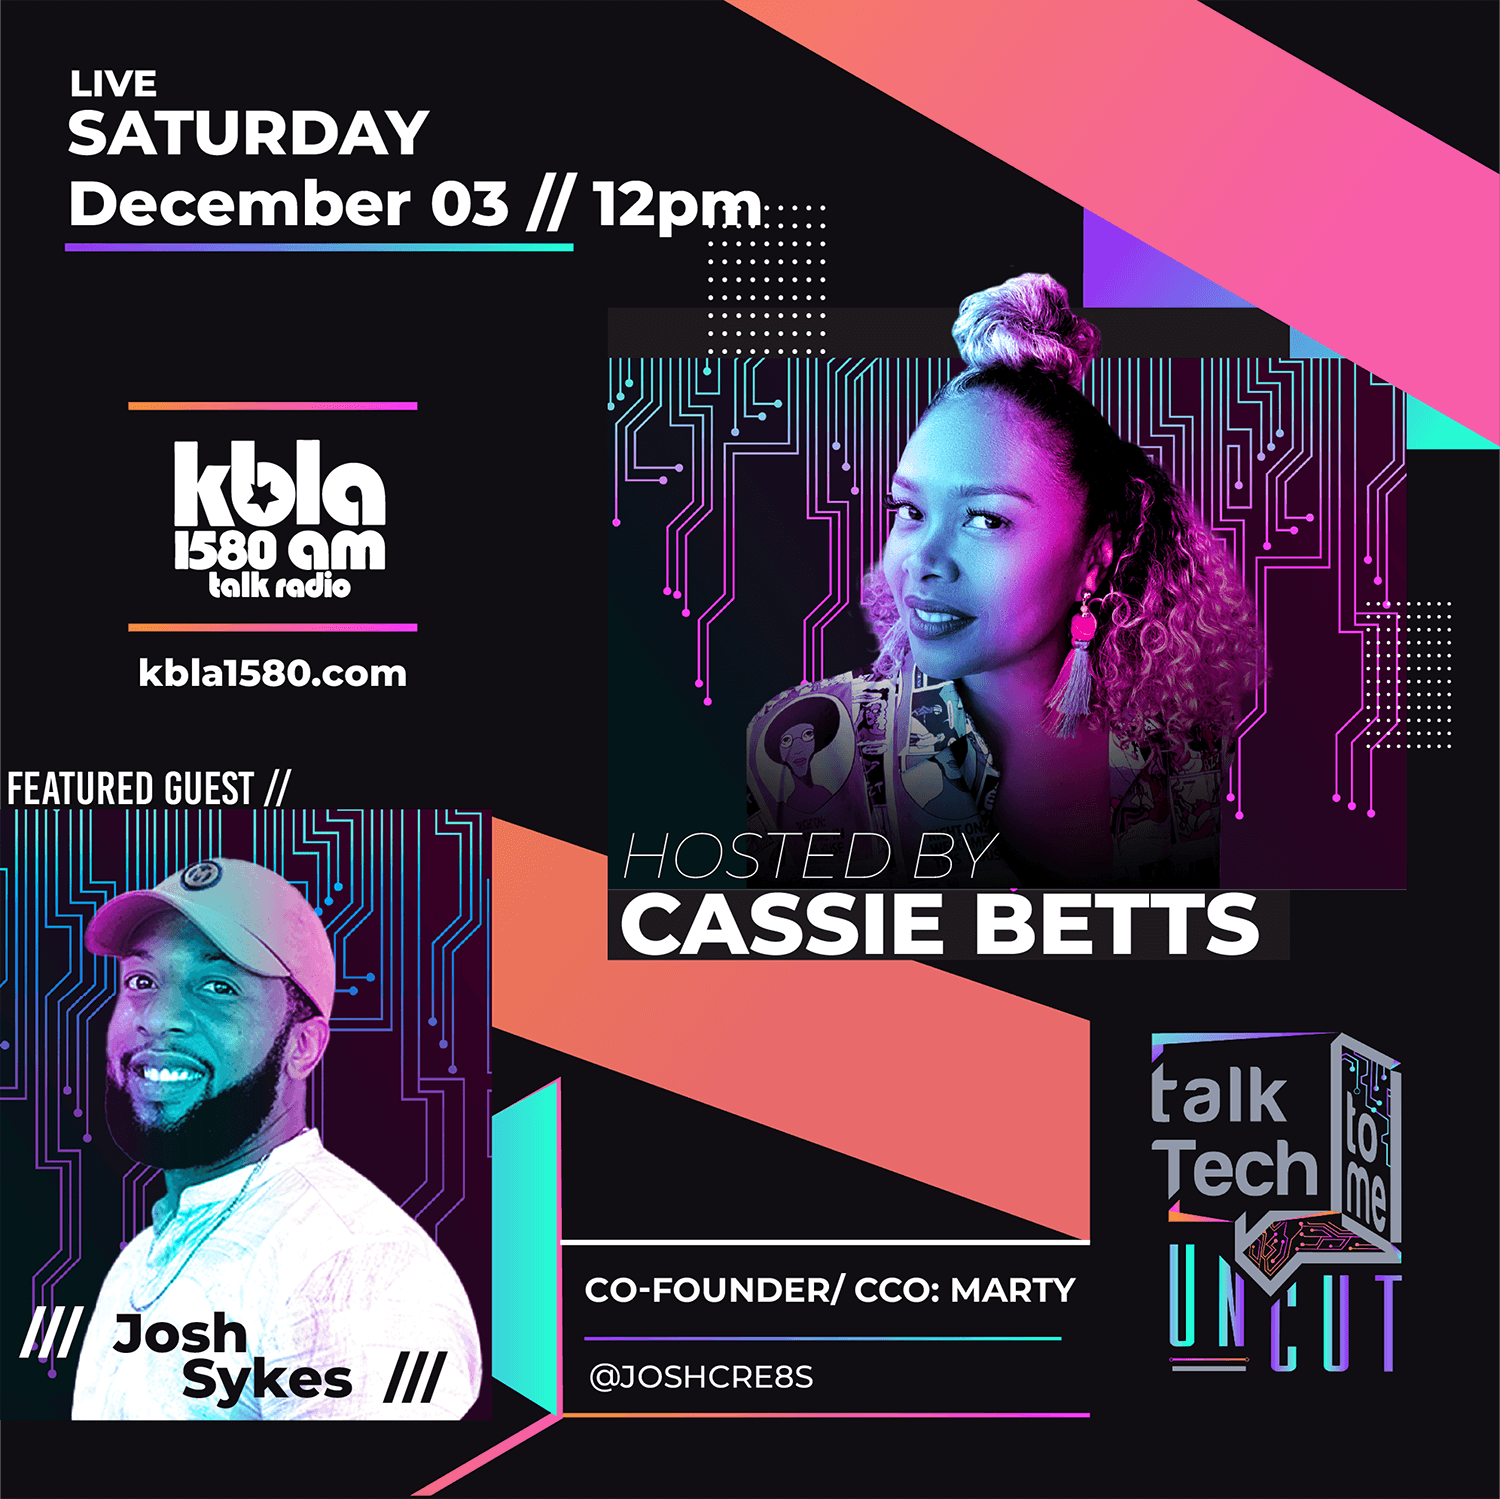 LIVE
SATURDAY
December 03 // 12pm
kbla
1580 am
talk radio
kbla1580.com
FEATURED GUEST //
M
/// Josh
Sykes ///
HOSTED BY
CASSIE BETTS
CO-FOUNDER/ CCO: MARTY
@JOSHCRE8S
talk
Tech
to
me
UNCUT